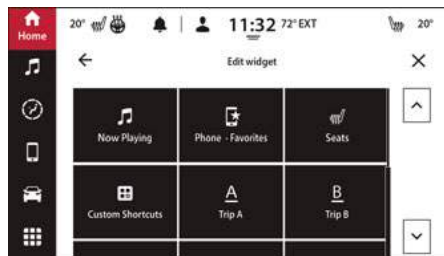 Home
20° 11:32 72° EXT 20°
Edit widget
Now Playing
Phone - Favorites
Seats
Custom Shortcuts
A
Trip A
B
Trip B